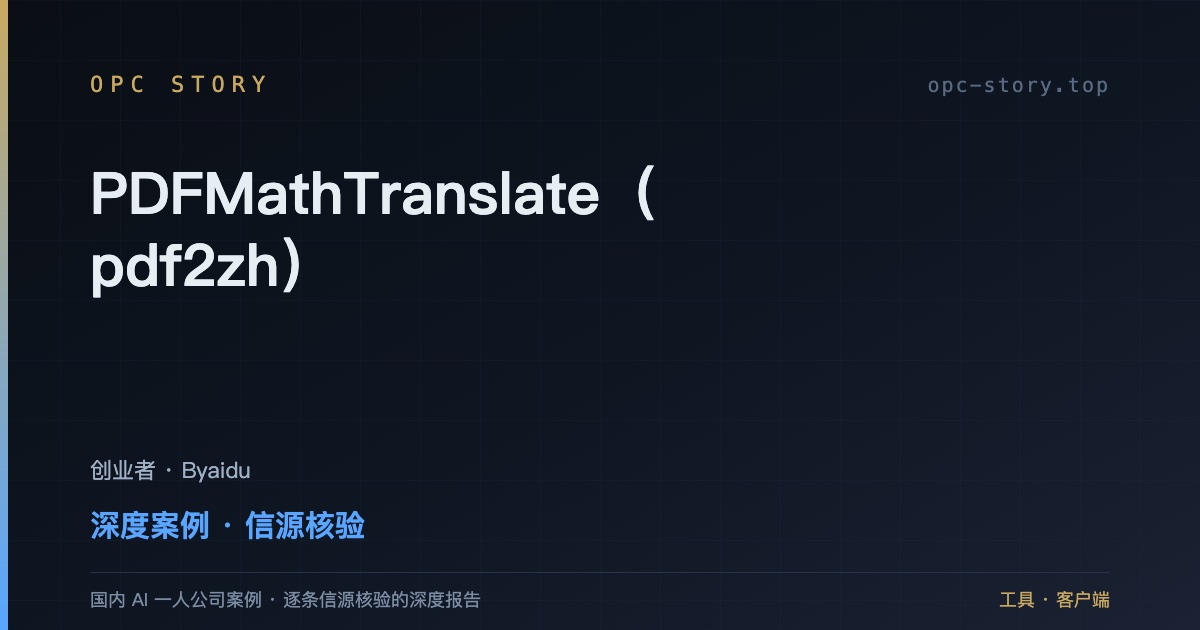 OPC STORY
opc-story.top
PDFMathTranslate（
pdf2zh）
创业者 · Byaidu
深度案例 · 信源核验
国内 AI 一人公司案例 · 逐条信源核验的深度报告
工具 · 客户端